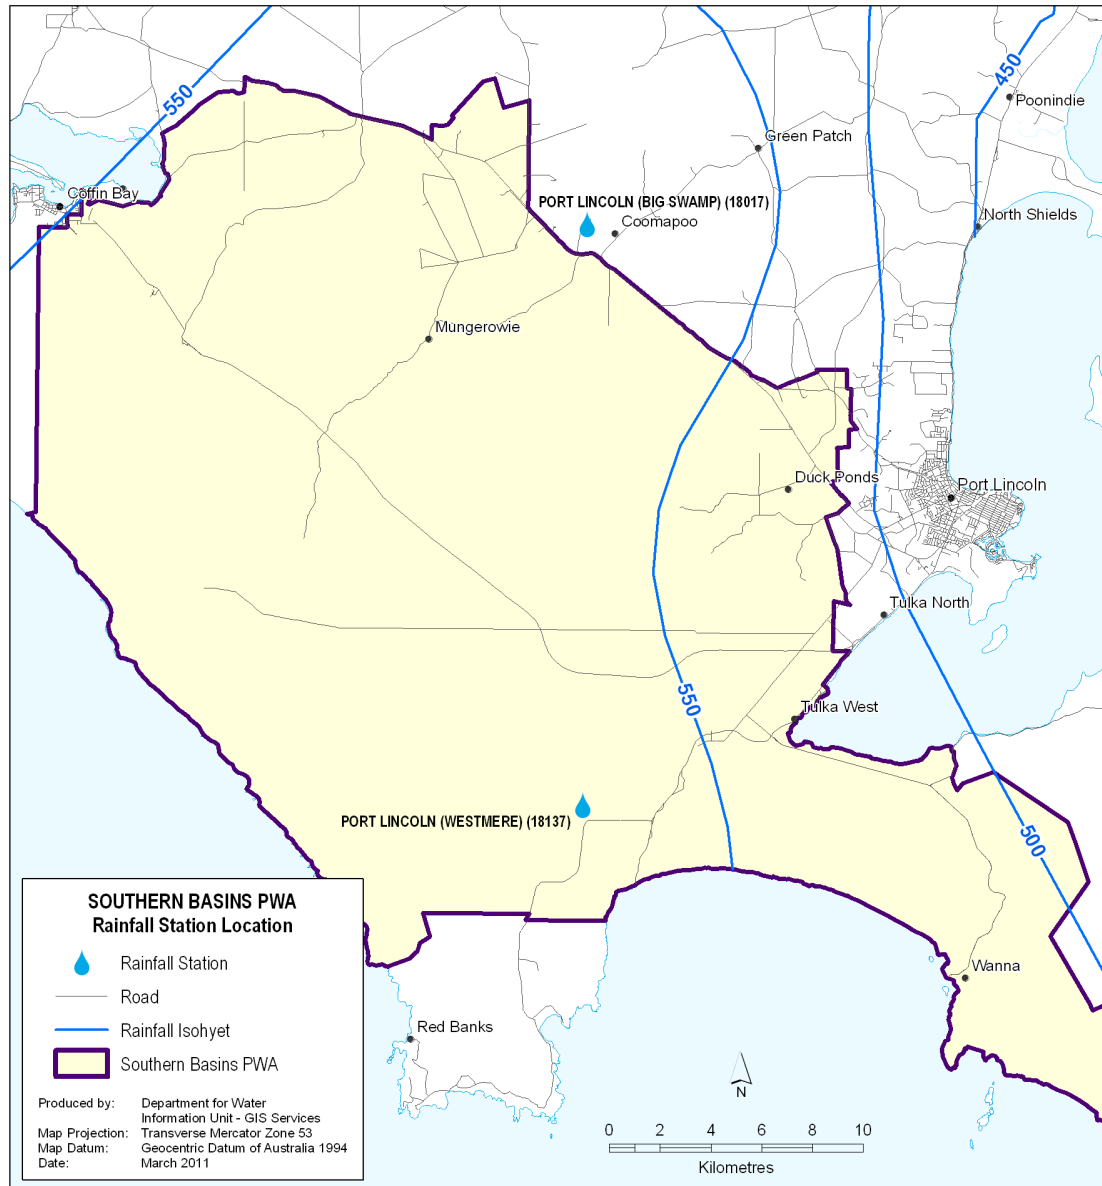 550
450
Poonindie
Green Patch
Coffin Bay
PORT LINCOLN (BIG SWAMP) (18017)
North Shields
Coomapoo
Mungerowie
Duck Ponds
Port Lincoln
Tulka North
550
Tulka West
PORT LINCOLN (WESTMERE) (18137)
500
Wanna
Red Banks
SOUTHERN BASINS PWA
Rainfall Station Location
Rainfall Station
Road
Rainfall Isohyet
Southern Basins PWA
Produced by: Department for Water
Information Unit - GIS Services
Map Projection: Transverse Mercator Zone 53
Map Datum: Geocentric Datum of Australia 1994
Date: March 2011
N
0 2 4 6 8 10
Kilometres